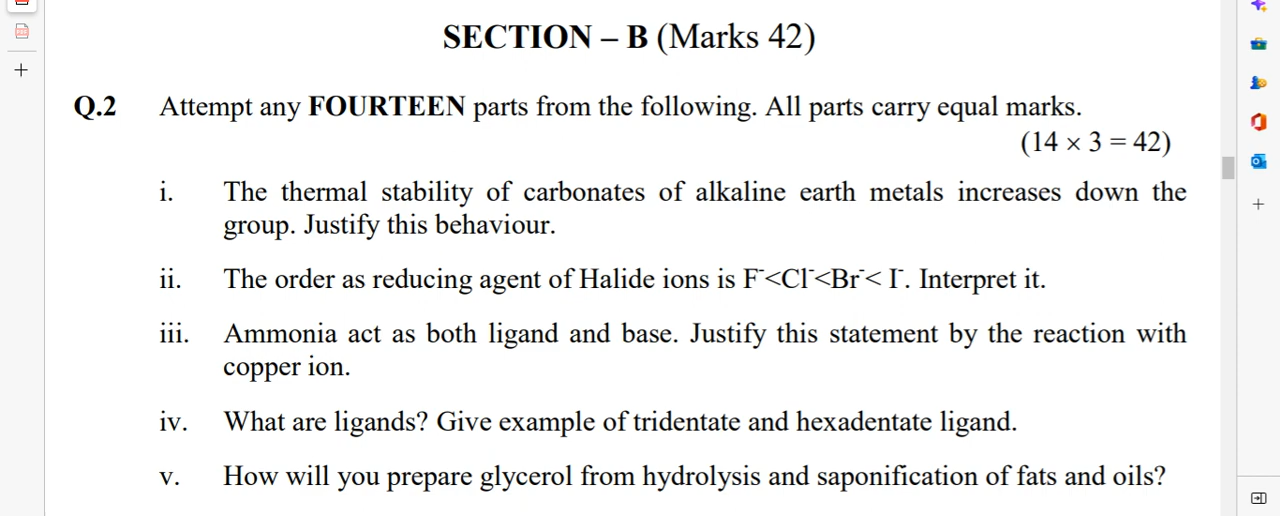 SECTION – B (Marks 42)
Q.2 Attempt any FOURTEEN parts from the following. All parts carry equal marks.
(14 × 3 = 42)
i. The thermal stability of carbonates of alkaline earth metals increases down the
group. Justify this behaviour.
ii. The order as reducing agent of Halide ions is F⁻<Cl⁻<Br⁻< I⁻. Interpret it.
iii. Ammonia act as both ligand and base. Justify this statement by the reaction with
copper ion.
iv. What are ligands? Give example of tridentate and hexadentate ligand.
v. How will you prepare glycerol from hydrolysis and saponification of fats and oils?